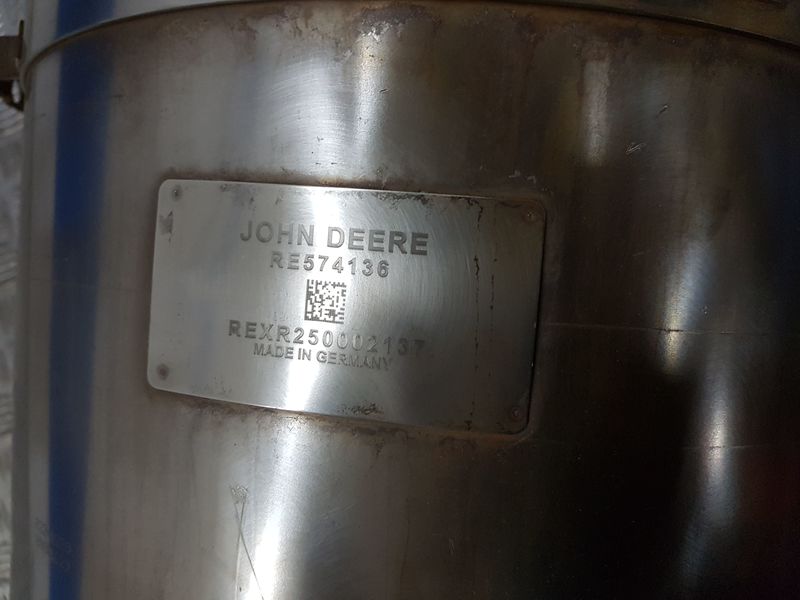 JOHN DEERE
RE574136
REXR250002137
MADE IN GERMANY